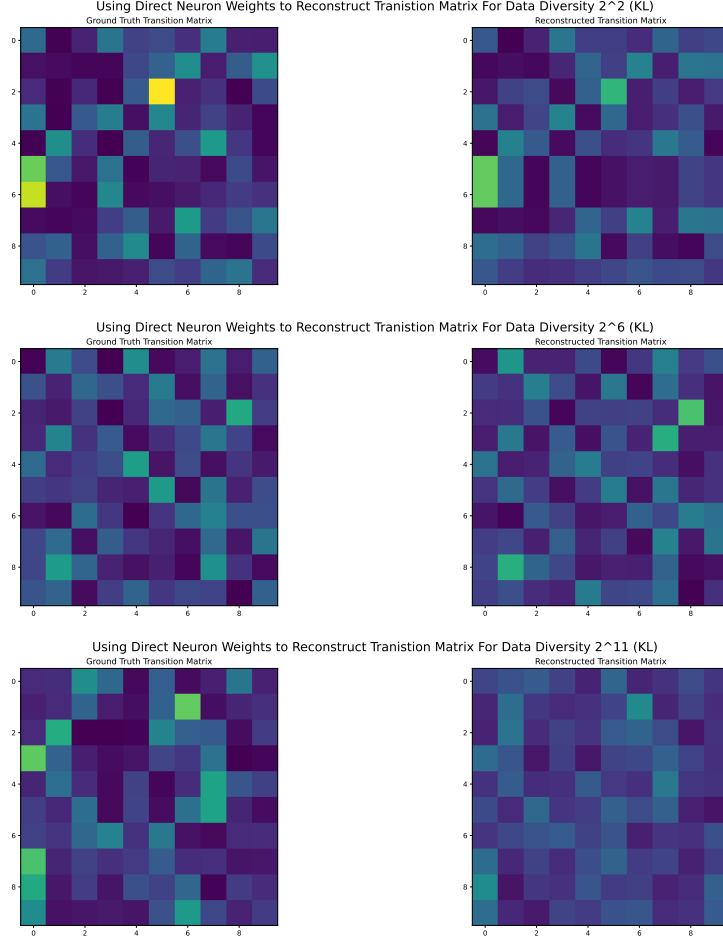 Using Direct Neuron Weights to Reconstruct Transtion Matrix For Data Diversity 2^2 (KL)
Ground Truth Transition Matrix
Reconstructed Transition Matrix
0
2
4
6
8
0 2 4 6 8
0
2
4
6
8
0 2 4 6 8
Using Direct Neuron Weights to Reconstruct Transtion Matrix For Data Diversity 2^6 (KL)
Ground Truth Transition Matrix
Reconstructed Transition Matrix
0
2
4
6
8
0 2 4 6 8
0
2
4
6
8
0 2 4 6 8
Using Direct Neuron Weights to Reconstruct Transtion Matrix For Data Diversity 2^11 (KL)
Ground Truth Transition Matrix
Reconstructed Transition Matrix
0
2
4
6
8
0 2 4 6 8
0
2
4
6
8
0 2 4 6 8